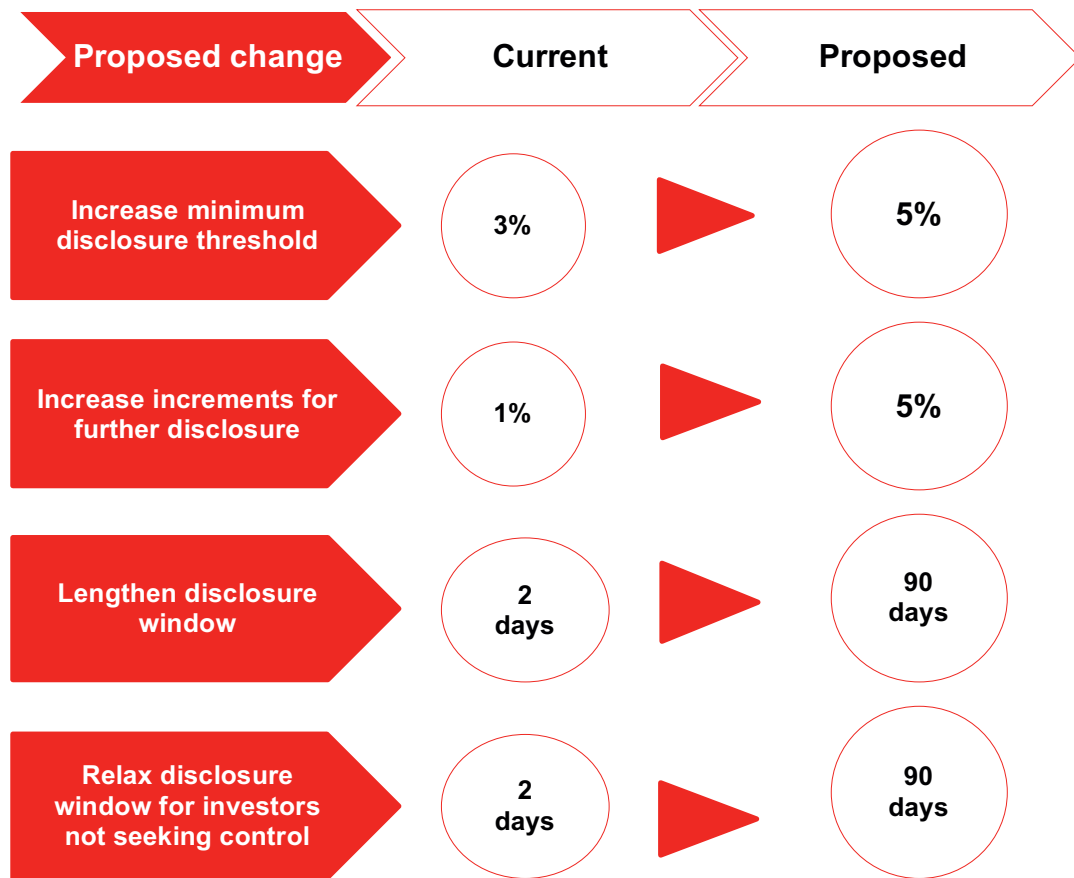 Proposed change
Current
Proposed
Increase minimum
disclosure threshold
3%
5%
Increase increments for
further disclosure
1%
5%
Lengthen disclosure
window
2
days
90
days
Relax disclosure
window for investors
not seeking control
2
days
90
days